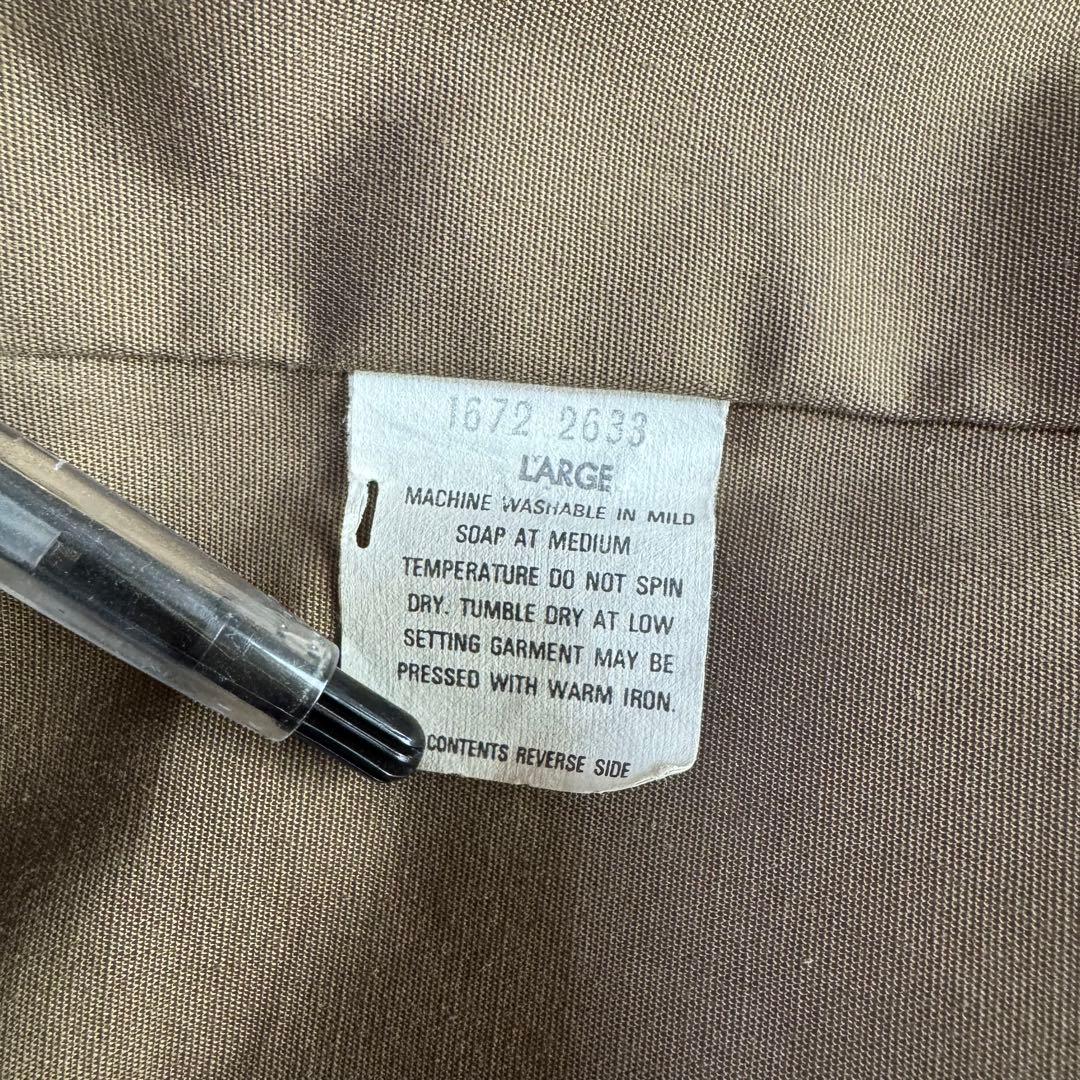 1672 2633
LARGE
MACHINE WASHABLE IN MILD
SOAP AT MEDIUM
TEMPERATURE DO NOT SPIN
DRY. TUMBLE DRY AT LOW
SETTING GARMENT MAY BE
PRESSED WITH WARM IRON.
CONTENTS REVERSE SIDE